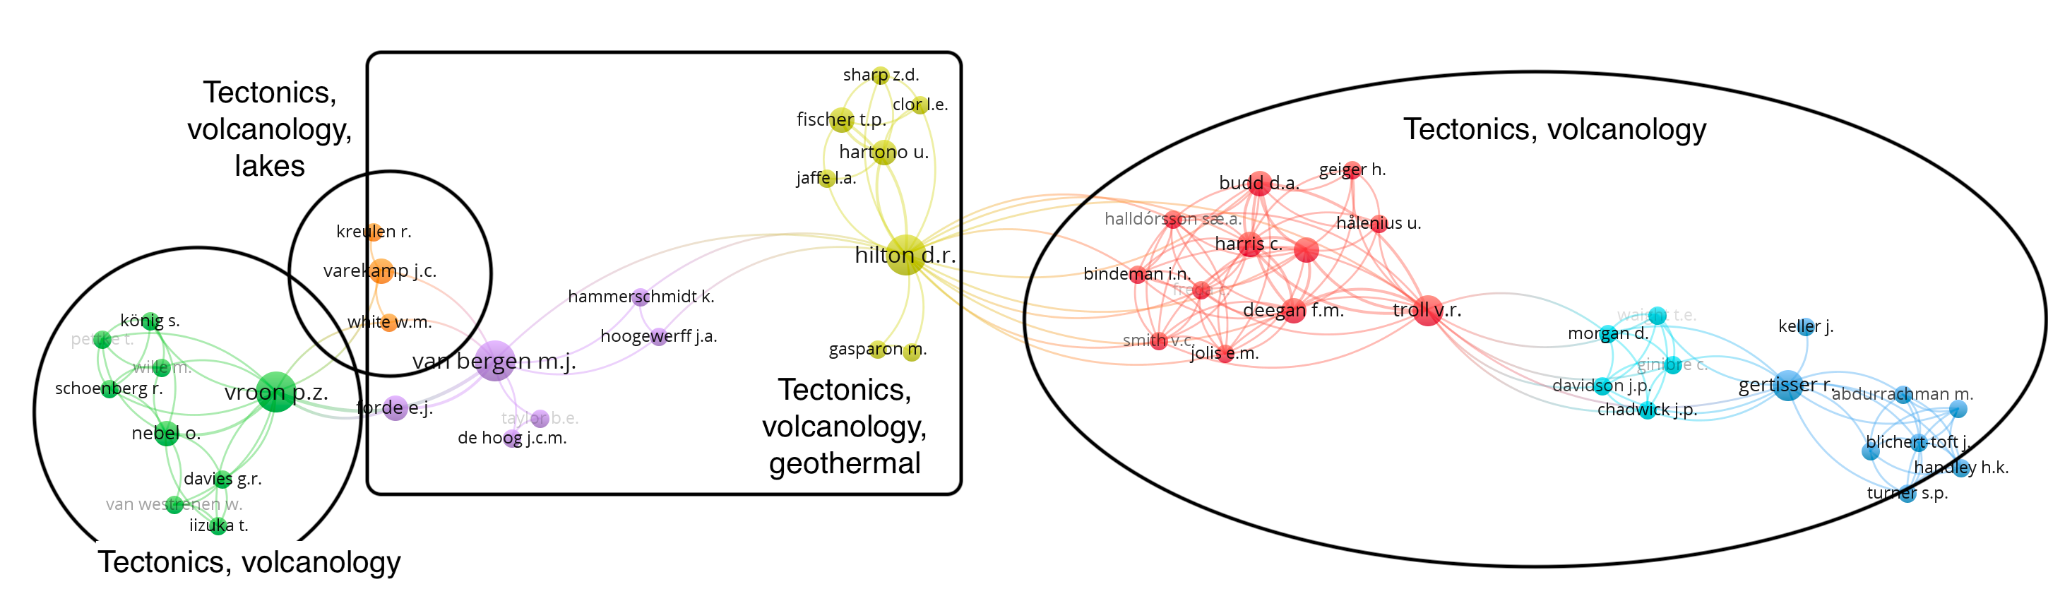 Tectonics,
volcanology,
lakes
kreulen r.
varekamp j.c.
white w.m.
könig s.
pettke t.
wille m.
schoenberg r.
vroon p.z.
nebel o.
davies g.r.
van westrenen w.
iizuka t.
Tectonics, volcanology
sharp z.d.
clor l.e.
fischer t.p.
hartono u.
jaffe l.a.
hilton d.r.
hammerschmidt k.
hoogewerff j.a.
van bergen m.j.
forde e.j.
taylor b.e.
de hoog j.c.m.
gasparon m.
Tectonics,
volcanology,
geothermal
Tectonics, volcanology
geiger h.
budd d.a.
halldórsson sæ.a.
hålenius u.
harris c.
bindeman i.n.
deegan f.m.
troll v.r.
smith v.c.
jolis e.m.
morgan d.
ginibre c.
davidson j.p.
chadwick j.p.
keller j.
gertisser r.
abdurrachman m.
blichert-toft j.
handley h.k.
turner s.p.